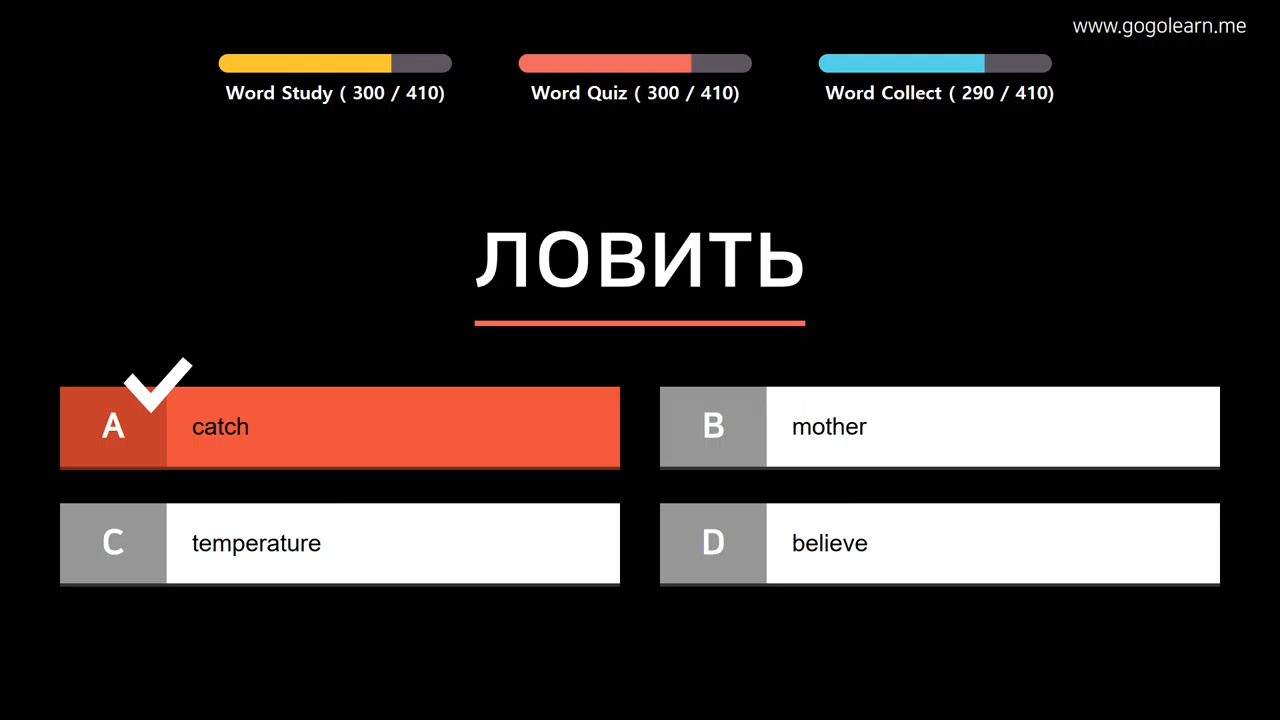 www.gogolearn.me
Word Study ( 300 / 410)
Word Quiz ( 300 / 410)
Word Collect ( 290 / 410)
ЛОВИТЬ
A catch
B mother
C temperature
D believe